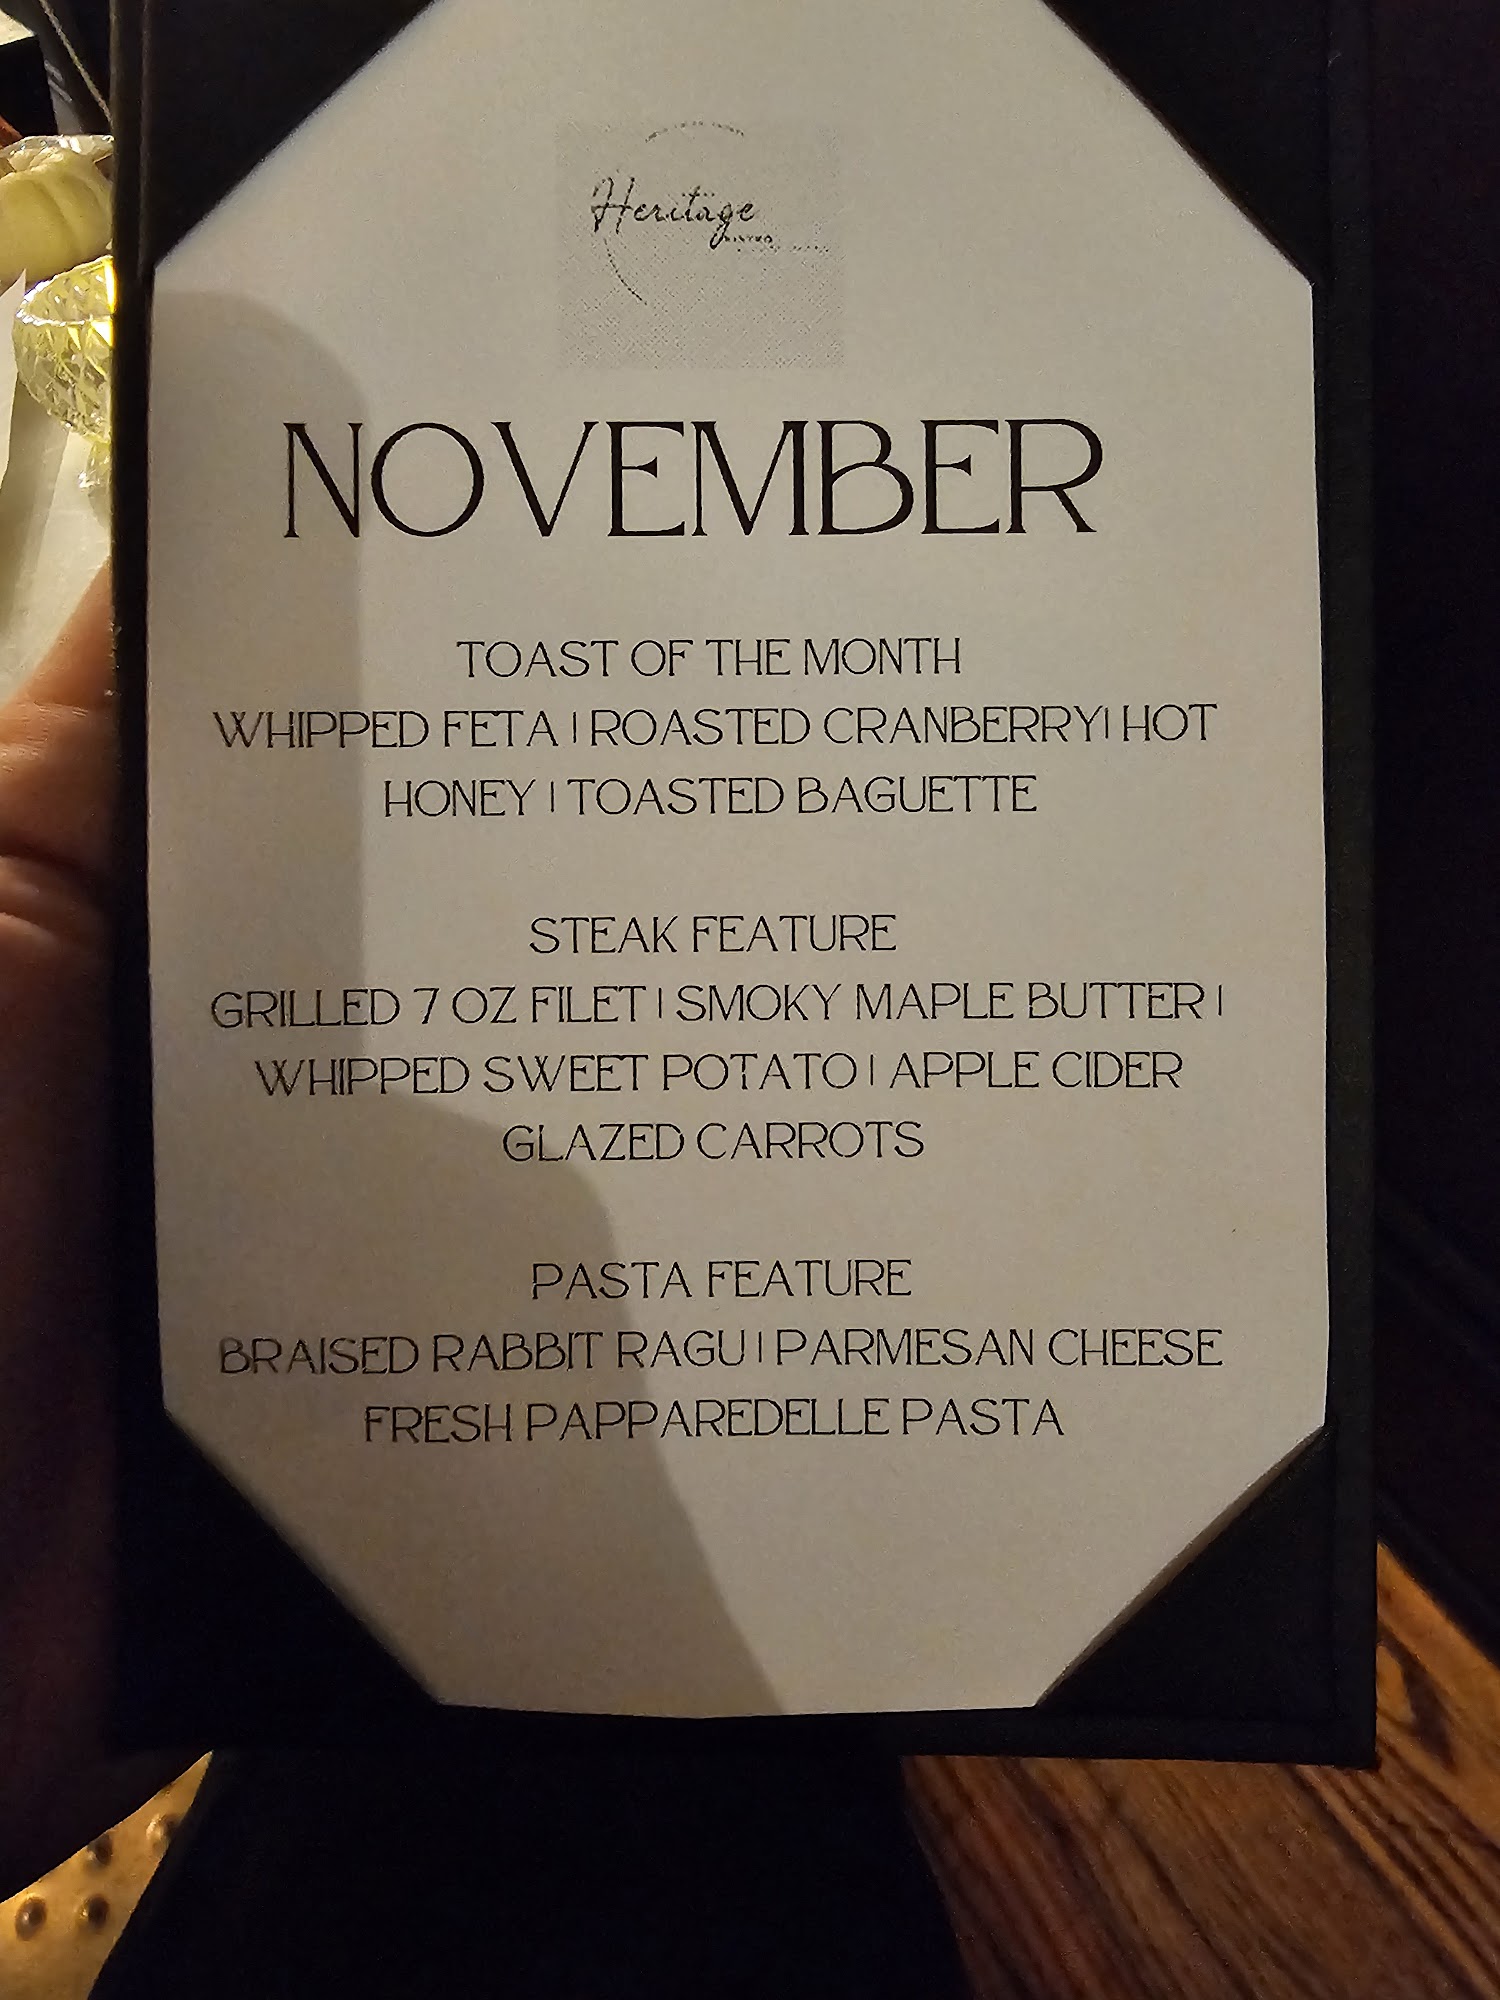 Heritage
BISTRO
NOVEMBER
TOAST OF THE MONTH
WHIPPED FETA | ROASTED CRANBERRY| HOT
HONEY | TOASTED BAGUETTE
STEAK FEATURE
GRILLED 7 OZ FILET | SMOKY MAPLE BUTTER |
WHIPPED SWEET POTATO | APPLE CIDER
GLAZED CARROTS
PASTA FEATURE
BRAISED RABBIT RAGU | PARMESAN CHEESE
FRESH PAPPAREDELLE PASTA